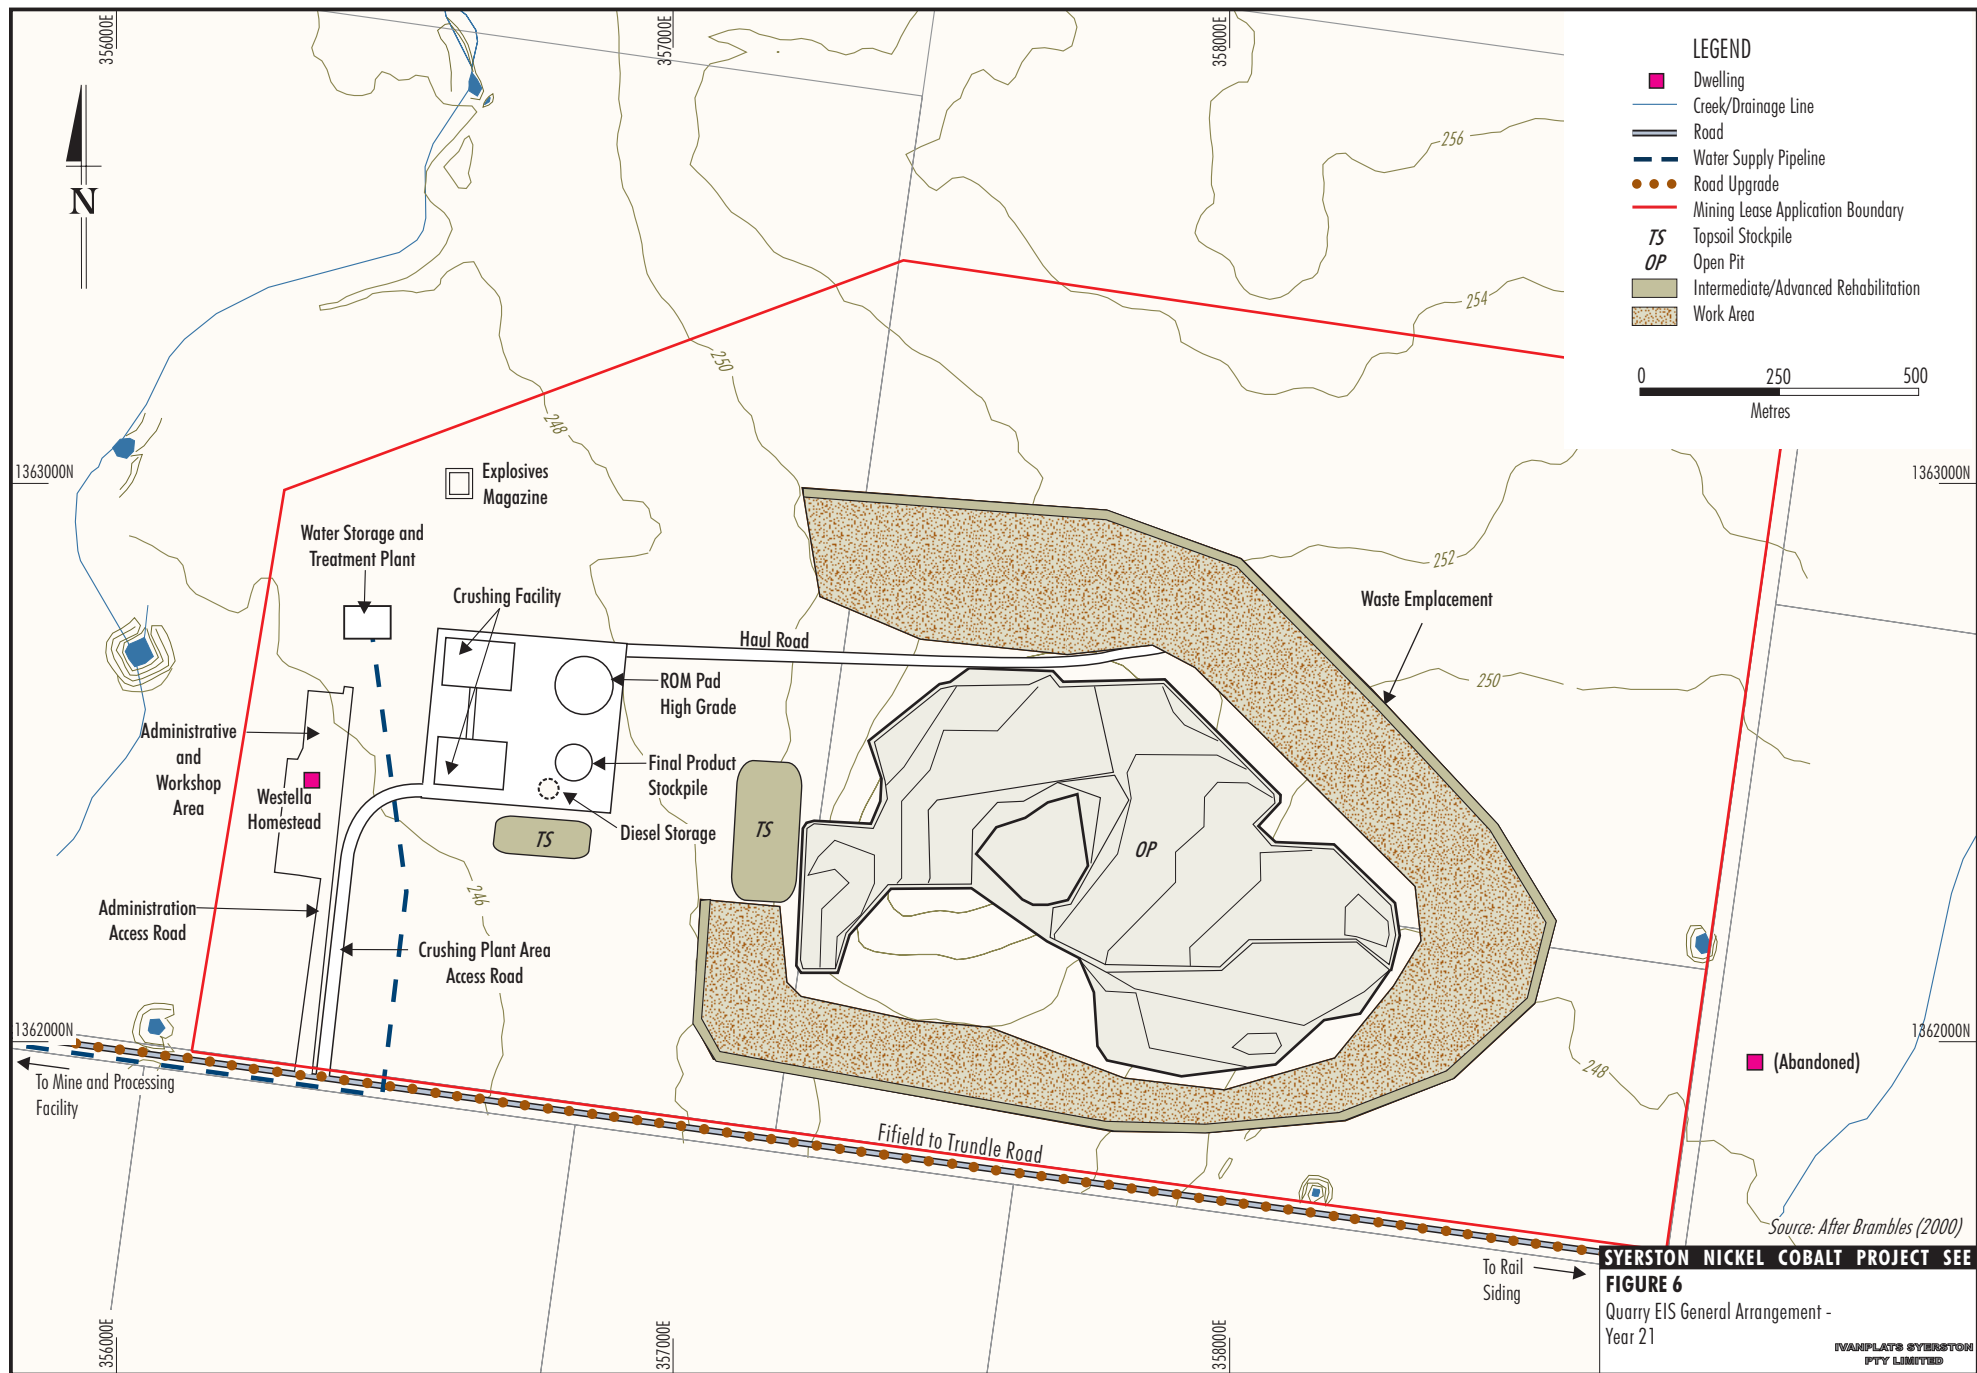 356000E
357000E
358000E
LEGEND
Dwelling
Creek/Drainage Line
Road
Water Supply Pipeline
Road Upgrade
Mining Lease Application Boundary
TS
Topsoil Stockpile
OP
Open Pit
Intermediate/Advanced Rehabilitation
Work Area
0
250
500
Metres
N
256
254
250
248
1363000N
1363000N
Explosives
Magazine
Water Storage and
Treatment Plant
252
Crushing Facility
Waste Emplacement
Haul Road
ROM Pad
High Grade
250
Administrative
and
Workshop
Area
Final Product
Stockpile
Westella
Homestead
Diesel Storage
TS
TS
OP
246
Administration
Access Road
Crushing Plant Area
Access Road
1362000N
1362000N
248
(Abandoned)
To Mine and Processing
Facility
Fifield to Trundle Road
To Rail
Siding
Source: After Brambles (2000)
SYERSTON NICKEL COBALT PROJECT SEE
FIGURE 6
Quarry EIS General Arrangement -
Year 21
IVANPLATS SYERSTON
PTY LIMITED
356000E
357000E
358000E